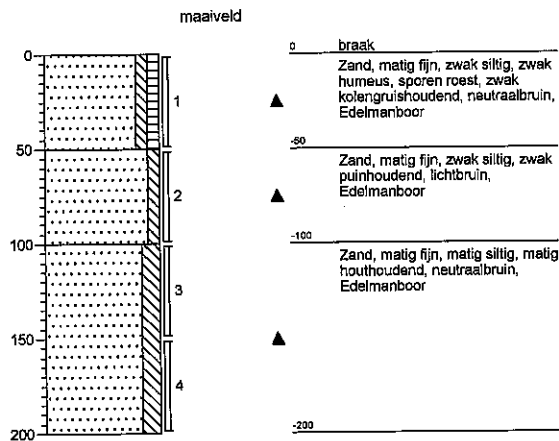 maaiveld
0
50
100
150
200
1
2
3
4
0
braak
Zand, matig fijn, zwak siltig, zwak
humeus, sporen roest, zwak
kolengruishoudend, neutraalbruin,
Edelmanboor
-50
Zand, matig fijn, zwak siltig, zwak
puinhoudend, lichtbruin,
Edelmanboor
-100
Zand, matig fijn, matig siltig, matig
houthoudend, neutraalbruin,
Edelmanboor
-200